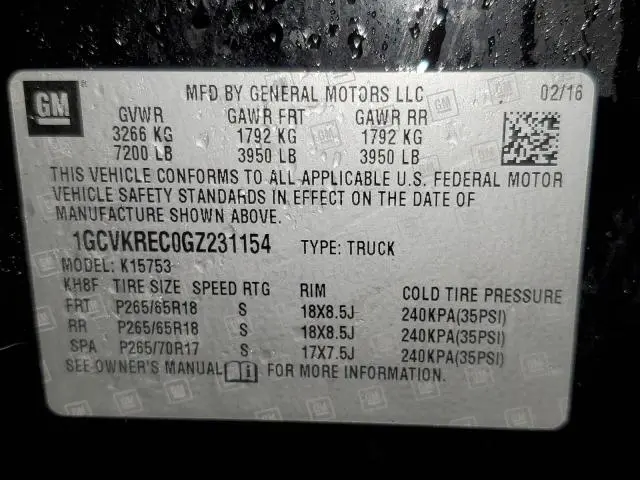 GM
MFD BY GENERAL MOTORS LLC 02/16
GVWR GAWR FRT GAWR RR
3266 KG 1792 KG 1792 KG
7200 LB 3950 LB 3950 LB
THIS VEHICLE CONFORMS TO ALL APPLICABLE U.S. FEDERAL MOTOR
VEHICLE SAFETY STANDARDS IN EFFECT ON THE DATE OF
MANUFACTURE SHOWN ABOVE.
1GCVKREC0GZ231154 TYPE: TRUCK
MODEL: K15753
KH8F TIRE SIZE SPEED RTG RIM COLD TIRE PRESSURE
FRT P265/65R18 S 18X8.5J 240KPA(35PSI)
RR P265/65R18 S 18X8.5J 240KPA(35PSI)
SPA P265/70R17 S 17X7.5J 240KPA(35PSI)
SEE OWNER'S MANUAL FOR MORE INFORMATION.